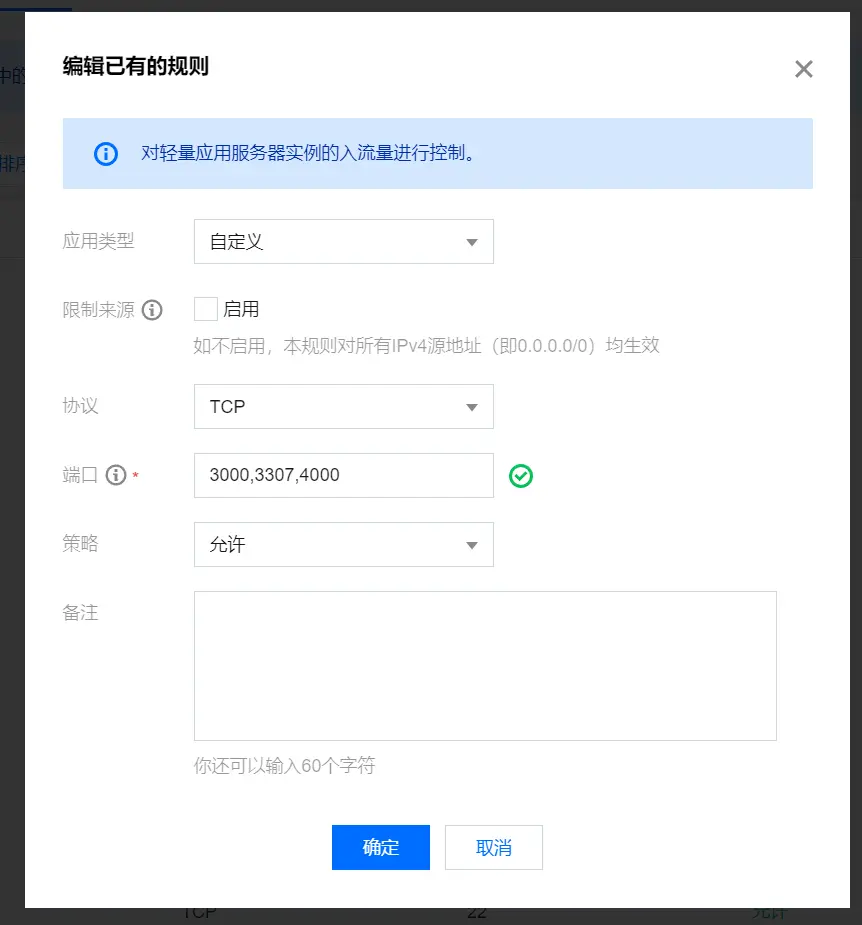 编辑已有的规则
中的
对轻量应用服务器实例的入流量进行控制。
排序
应用类型 自定义
限制来源 启用
如不启用，本规则对所有IPv4源地址（即0.0.0.0/0）均生效
协议 TCP
端口 * 3000,3307,4000
策略 允许
备注
你还可以输入60个字符
确定 取消
TCP 22 允许